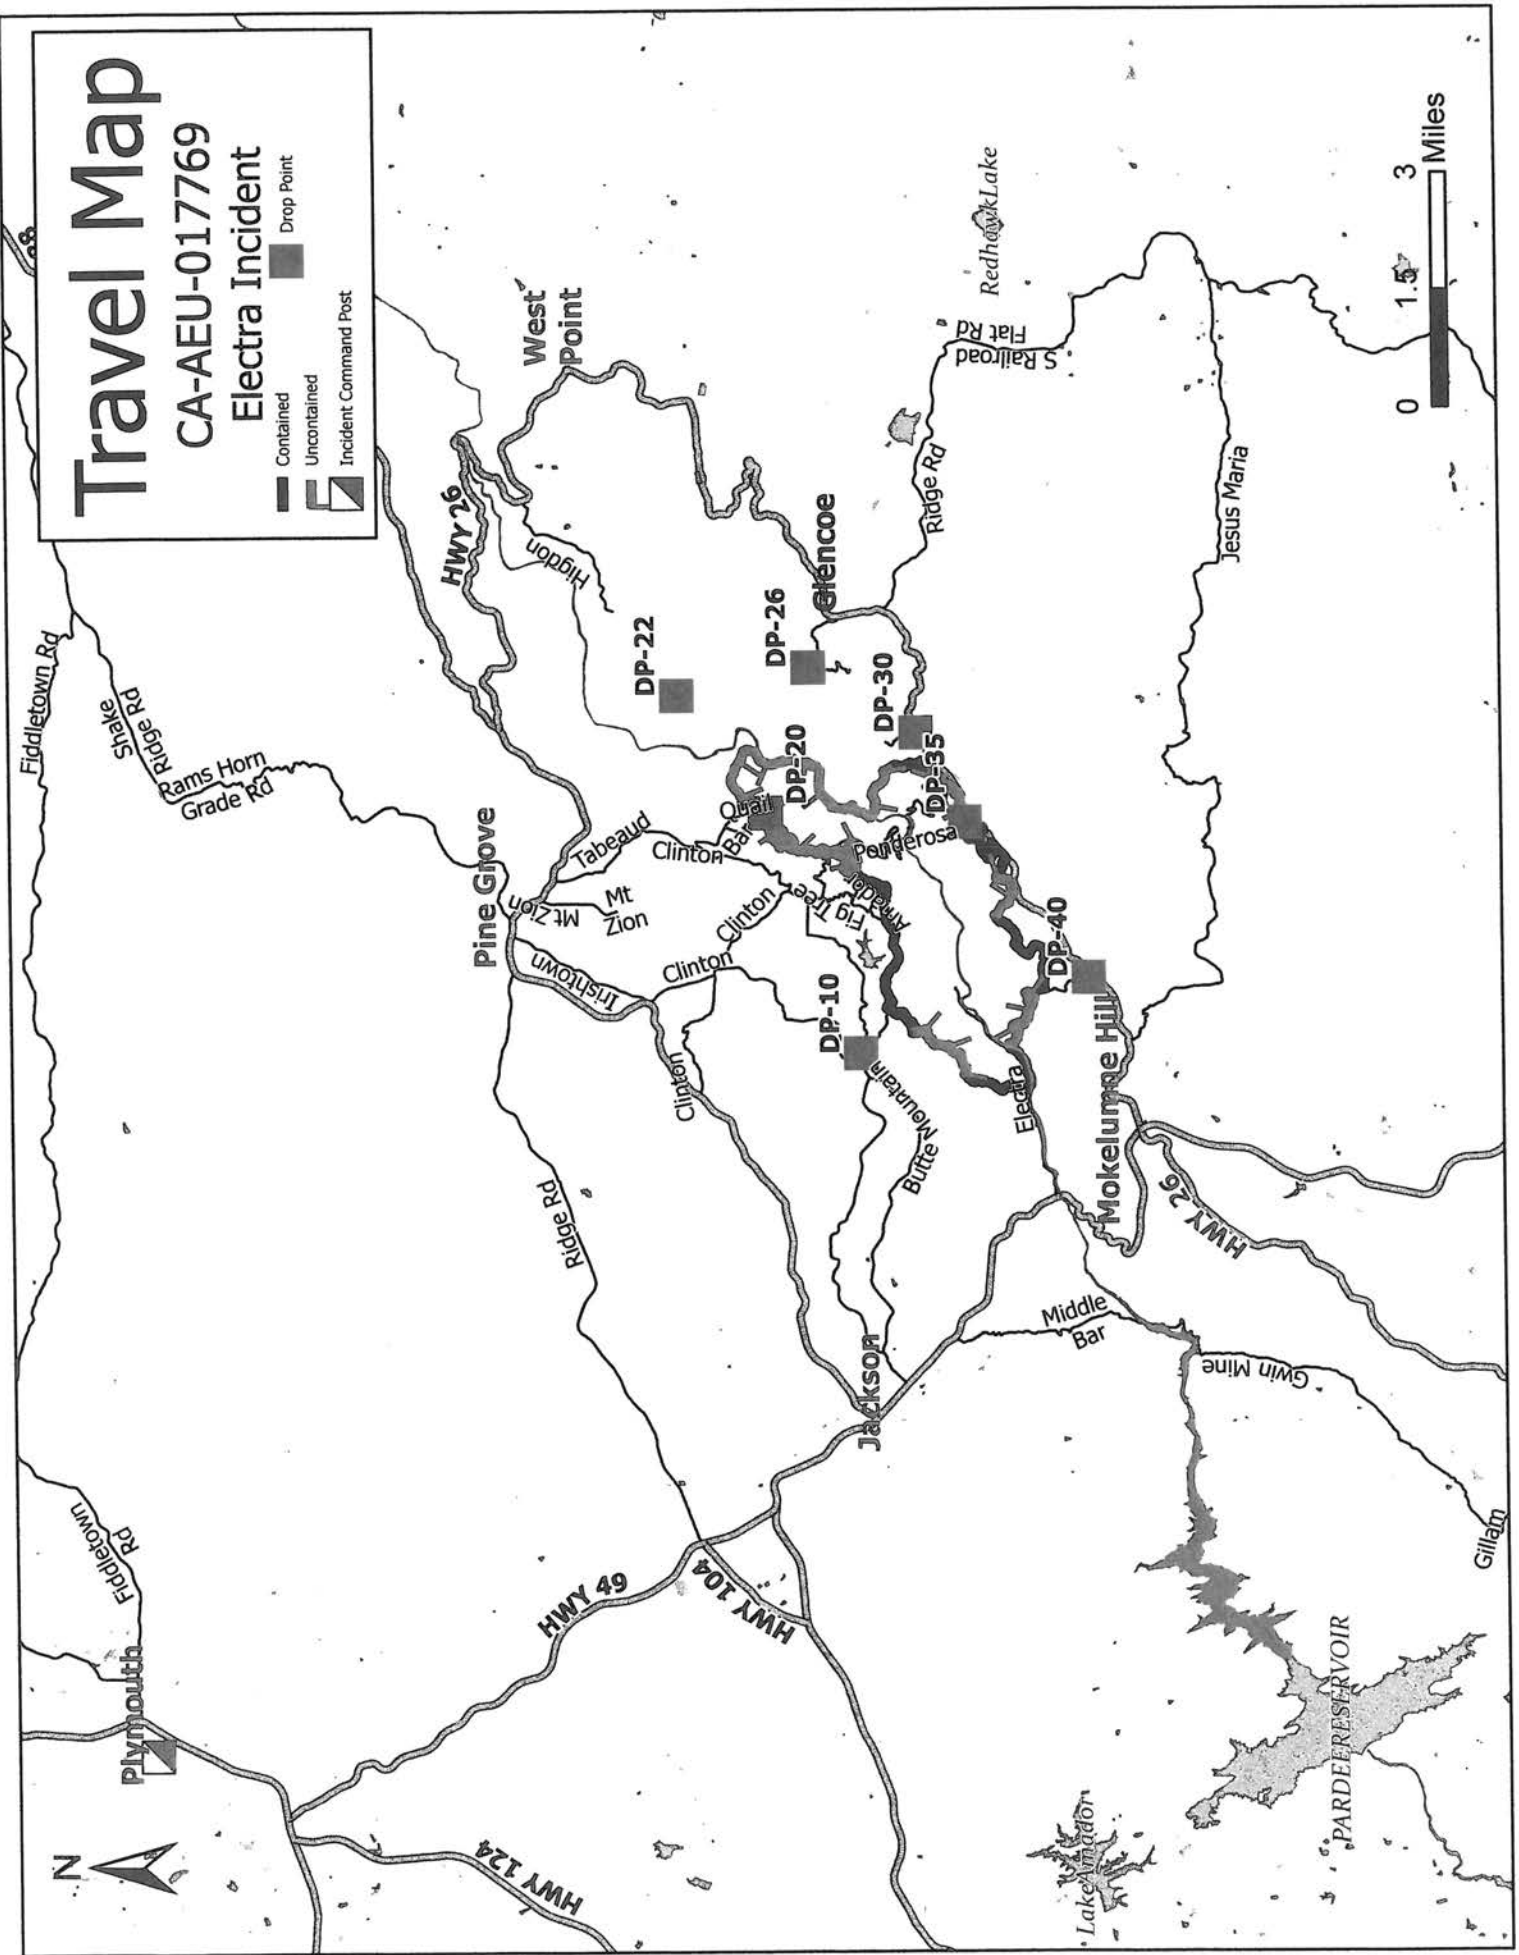 Travel Map
CA-AEU-017769
Electra Incident
Contained
Uncontained
Incident Command Post
Drop Point
N
Plymouth
Fiddletown
Rd
Fiddletown Rd
Shake
Ridge Rd
Rams Horn
Grade Rd
88
HWY 124
HWY 49
HWY 104
Ridge Rd
Pine Grove
Irishtown
Mt Zion
Mt
Zion
Tabeaud
Clinton
Clinton
Clinton
Clinton
Bar
Quail
HWY 26
Higdon
West
Point
DP-22
DP-26
Glencoe
DP-20
DP-30
DP-35
Ponderosa
Amador
Fig Tree
DP-10
DP-40
Butte Mountain
Electra
Jackson
Mokelumne Hill
HWY 26
Middle
Bar
Gwin Mine
Gillam
Ridge Rd
S Railroad
Flat Rd
Jesus Maria
Redhawk Lake
Lake Amador
PARDEE RESERVOIR
0
1.5
3
Miles